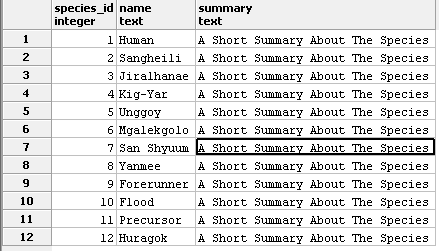 species_id name summary
integer text text
1 1 Human A Short Summary About The Species
2 2 Sangheili A Short Summary About The Species
3 3 Jiralhanae A Short Summary About The Species
4 4 Kig-Yar A Short Summary About The Species
5 5 Unggoy A Short Summary About The Species
6 6 Mgalekgolo A Short Summary About The Species
7 7 San Shyuum A Short Summary About The Species
8 8 Yanmee A Short Summary About The Species
9 9 Forerunner A Short Summary About The Species
10 10 Flood A Short Summary About The Species
11 11 Precursor A Short Summary About The Species
12 12 Huragok A Short Summary About The Species